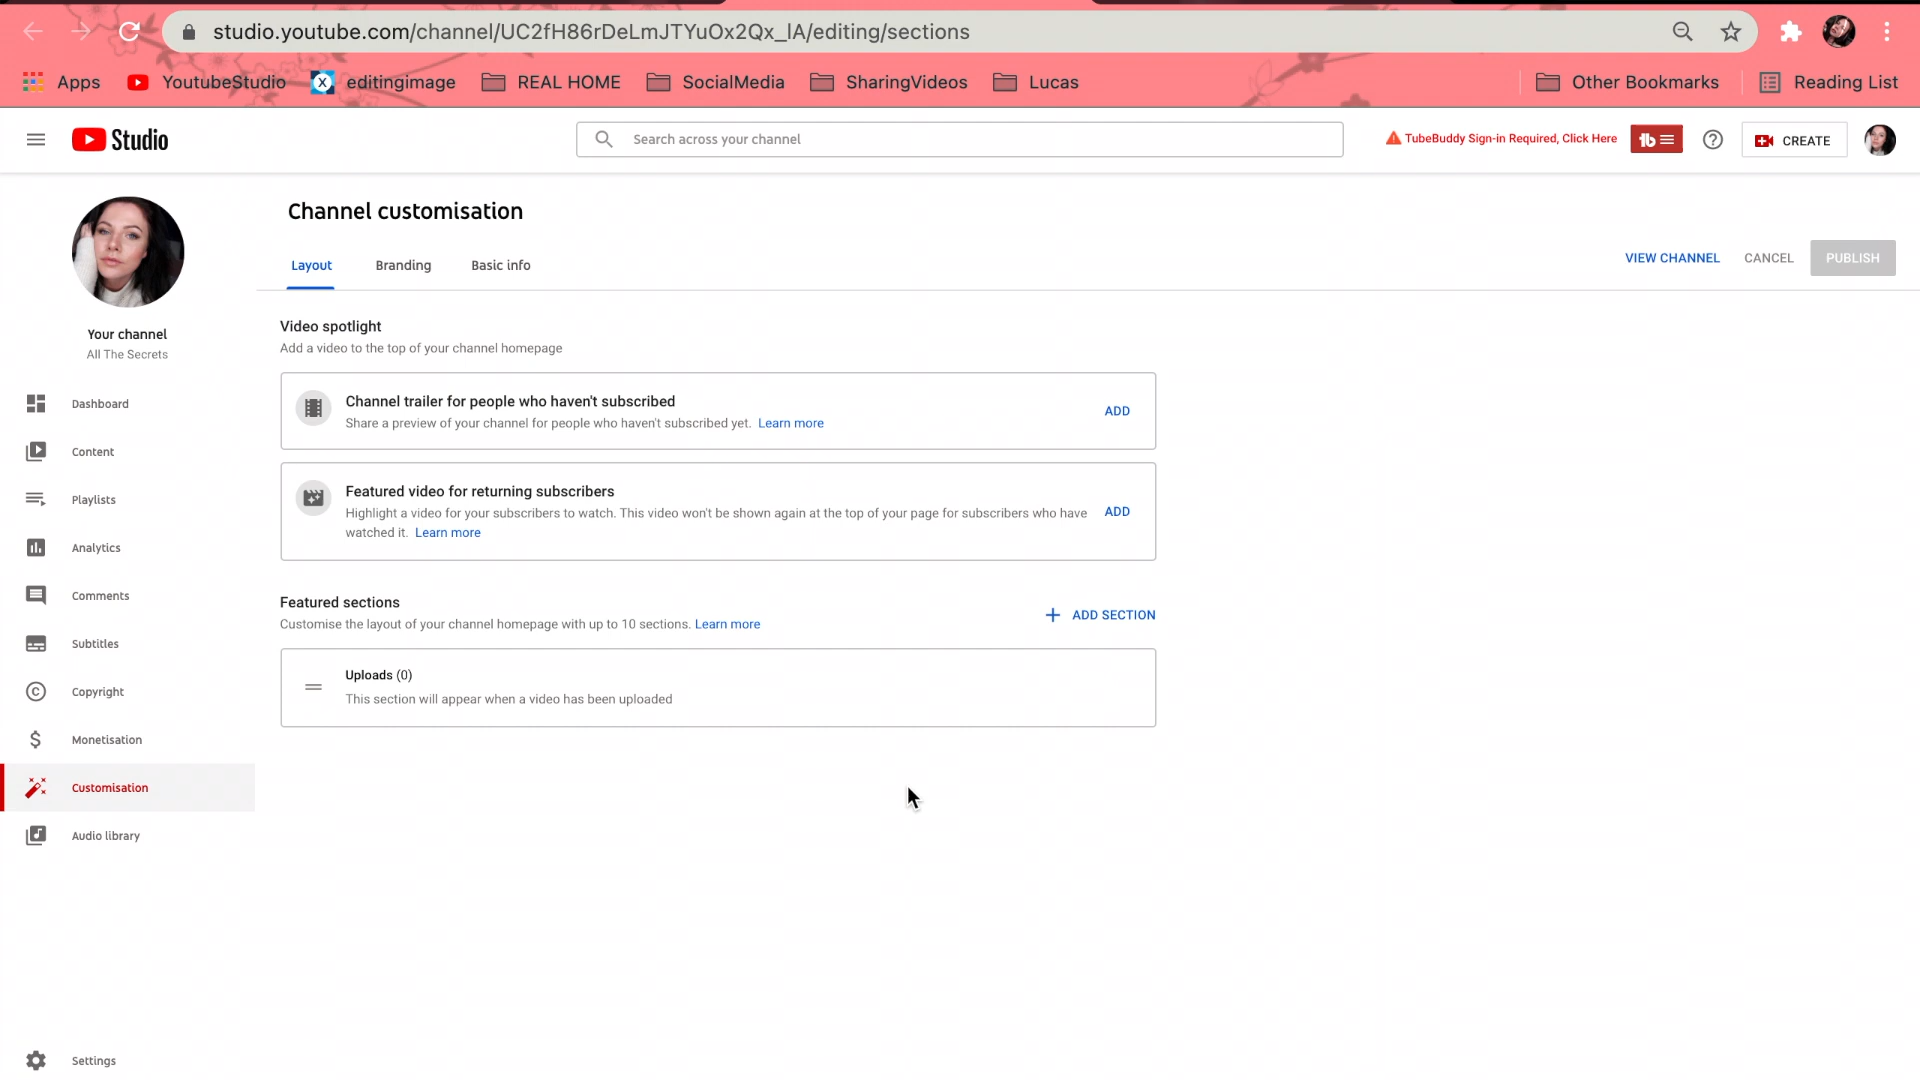 studio.youtube.com/channel/UC2fH86rDeLmJTYuOx2Qx_lA/editing/sections
Apps YoutubeStudio editingimage REAL HOME SocialMedia SharingVideos Lucas Other Bookmarks Reading List
Studio Search across your channel TubeBuddy Sign-in Required, Click Here tb CREATE
Channel customisation
Layout Branding Basic info VIEW CHANNEL CANCEL PUBLISH
Your channel
All The Secrets
Dashboard
Content
Playlists
Analytics
Comments
Subtitles
Copyright
Monetisation
Customisation
Audio library
Settings
Video spotlight
Add a video to the top of your channel homepage
Channel trailer for people who haven't subscribed
Share a preview of your channel for people who haven't subscribed yet. Learn more
ADD
Featured video for returning subscribers
Highlight a video for your subscribers to watch. This video won't be shown again at the top of your page for subscribers who have
watched it. Learn more
ADD
Featured sections
Customise the layout of your channel homepage with up to 10 sections. Learn more
ADD SECTION
Uploads (0)
This section will appear when a video has been uploaded